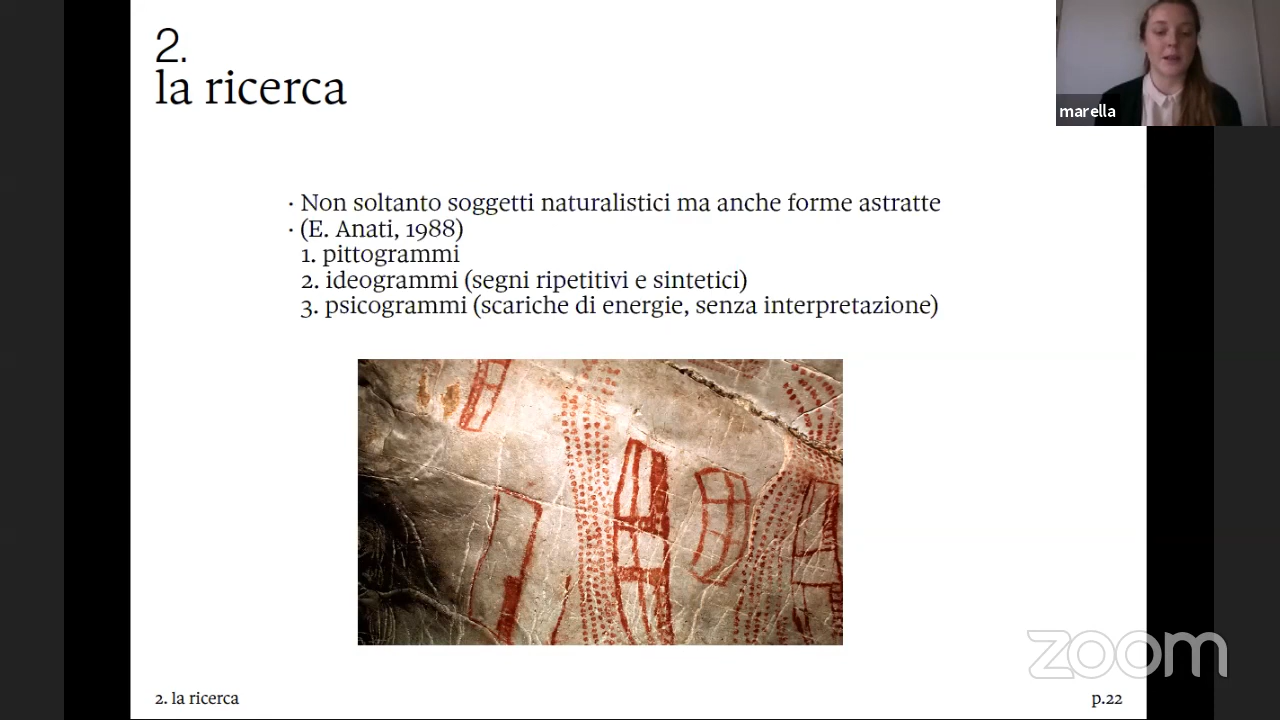 2.
la ricerca
marella
· Non soltanto soggetti naturalistici ma anche forme astratte
· (E. Anati, 1988)
1. pittogrammi
2. ideogrammi (segni ripetitivi e sintetici)
3. psicogrammi (scariche di energie, senza interpretazione)
zoom
2. la ricerca
p.22